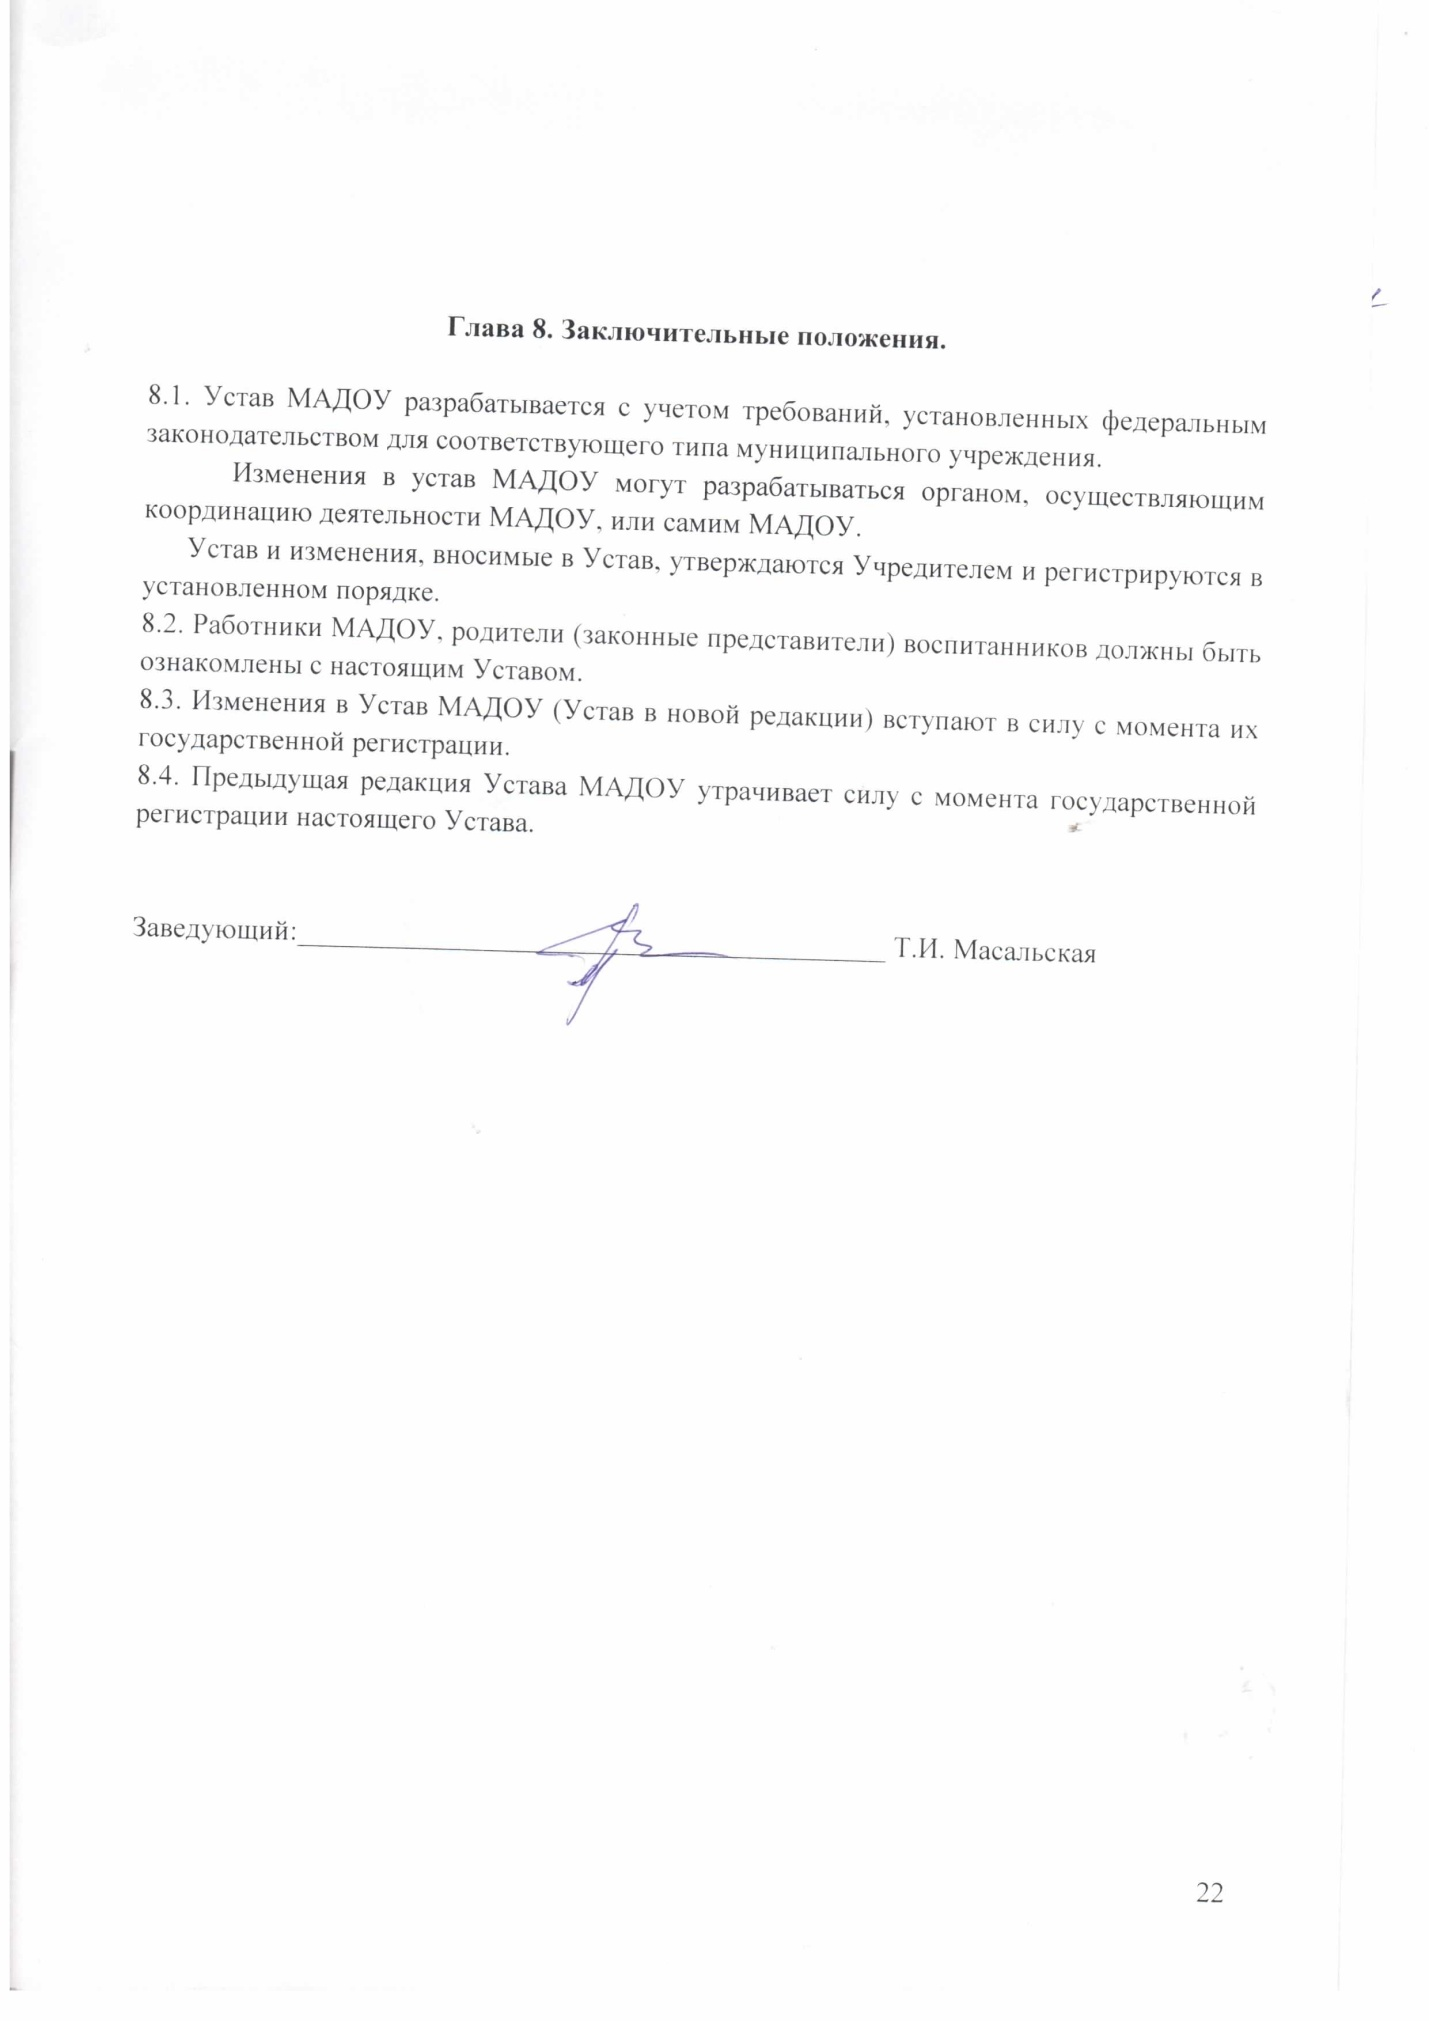 Глава 8. Заключительные положения.
8.1. Устав МАДОУ разрабатывается с учетом требований, установленных федеральным
законодательством для соответствующего типа муниципального учреждения.
Изменения в устав МАДОУ могут разрабатываться органом, осуществляющим
координацию деятельности МАДОУ, или самим МАДОУ.
Устав и изменения, вносимые в Устав, утверждаются Учредителем и регистрируются в
установленном порядке.
8.2. Работники МАДОУ, родители (законные представители) воспитанников должны быть
ознакомлены с настоящим Уставом.
8.3. Изменения в Устав МАДОУ (Устав в новой редакции) вступают в силу с момента их
государственной регистрации.
8.4. Предыдущая редакция Устава МАДОУ утрачивает силу с момента государственной
регистрации настоящего Устава.
Заведующий: Т.И. Масальская
22